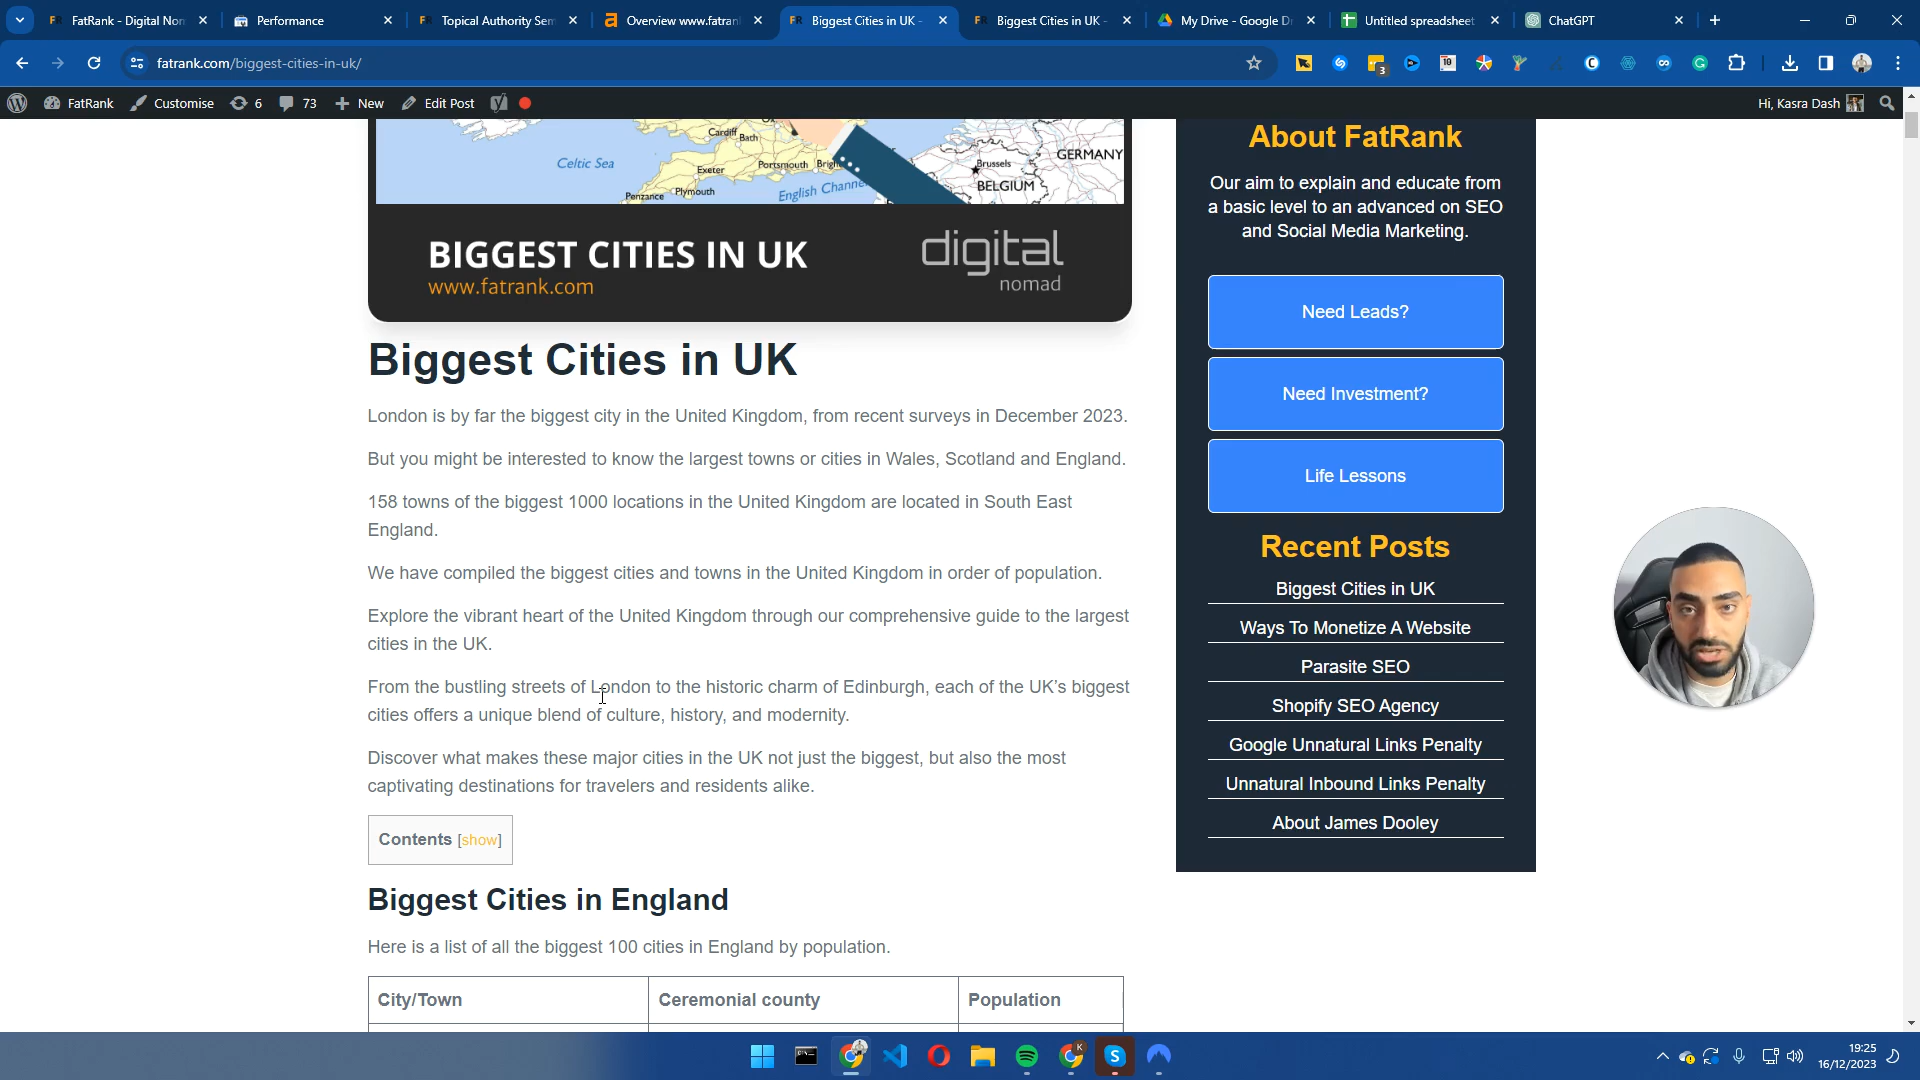 FatRank - Digital Non
Performance
Topical Authority Sem
Overview www.fatran
Biggest Cities in UK -
Biggest Cities in UK -
My Drive - Google D
Untitled spreadsheet
ChatGPT
fatrank.com/biggest-cities-in-uk/
3
10
FatRank
Customise
6
73
New
Edit Post
Hi, Kasra Dash
Cardiff
Bath
Celtic Sea
Exeter
Portsmouth
Brigh
Penzance
Plymouth
English Channe
Brussels
GERMANY
BELGIUM
BIGGEST CITIES IN UK
www.fatrank.com
digital
nomad
Biggest Cities in UK
London is by far the biggest city in the United Kingdom, from recent surveys in December 2023.
But you might be interested to know the largest towns or cities in Wales, Scotland and England.
158 towns of the biggest 1000 locations in the United Kingdom are located in South East
England.
We have compiled the biggest cities and towns in the United Kingdom in order of population.
Explore the vibrant heart of the United Kingdom through our comprehensive guide to the largest
cities in the UK.
From the bustling streets of London to the historic charm of Edinburgh, each of the UK's biggest
cities offers a unique blend of culture, history, and modernity.
Discover what makes these major cities in the UK not just the biggest, but also the most
captivating destinations for travelers and residents alike.
Contents [show]
Biggest Cities in England
Here is a list of all the biggest 100 cities in England by population.
City/Town
Ceremonial county
Population
About FatRank
Our aim to explain and educate from
a basic level to an advanced on SEO
and Social Media Marketing.
Need Leads?
Need Investment?
Life Lessons
Recent Posts
Biggest Cities in UK
Ways To Monetize A Website
Parasite SEO
Shopify SEO Agency
Google Unnatural Links Penalty
Unnatural Inbound Links Penalty
About James Dooley
19:25
16/12/2023